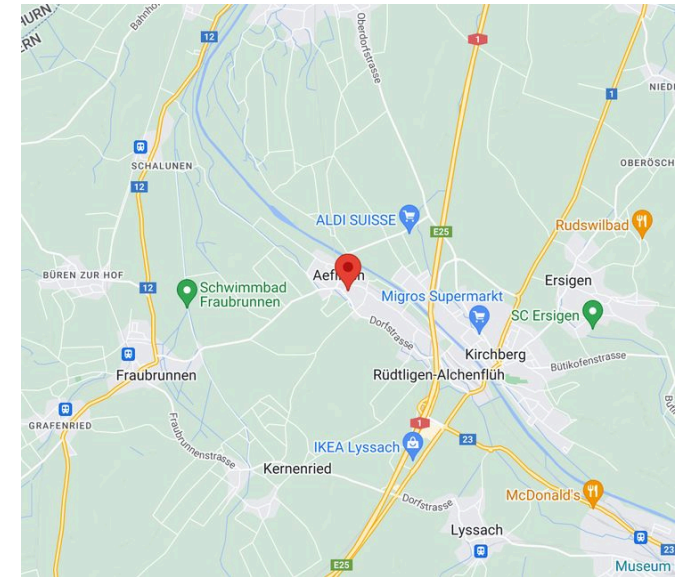 HURN
ERN
Bahnhof
12
Oberdorfstrasse
1
1
NIED
SCHALUNEN
12
OBERÖSCH
ALDI SUISSE
E25
Rudswilbad
BÜREN ZUR HOF
12
Schwimmbad
Fraubrunnen
Migros Supermarkt
Ersigen
SC Ersigen
Dorfstrasse
Kirchberg
Bütikofenstrasse
Fraubrunnen
Rüdtligen-Alchenflüh
GRAFENRIED
Fraubrunnenstrasse
1
23
IKEA Lyssach
Kernenried
Dorfstrasse
McDonald's
Lyssach
E25
23
Museum